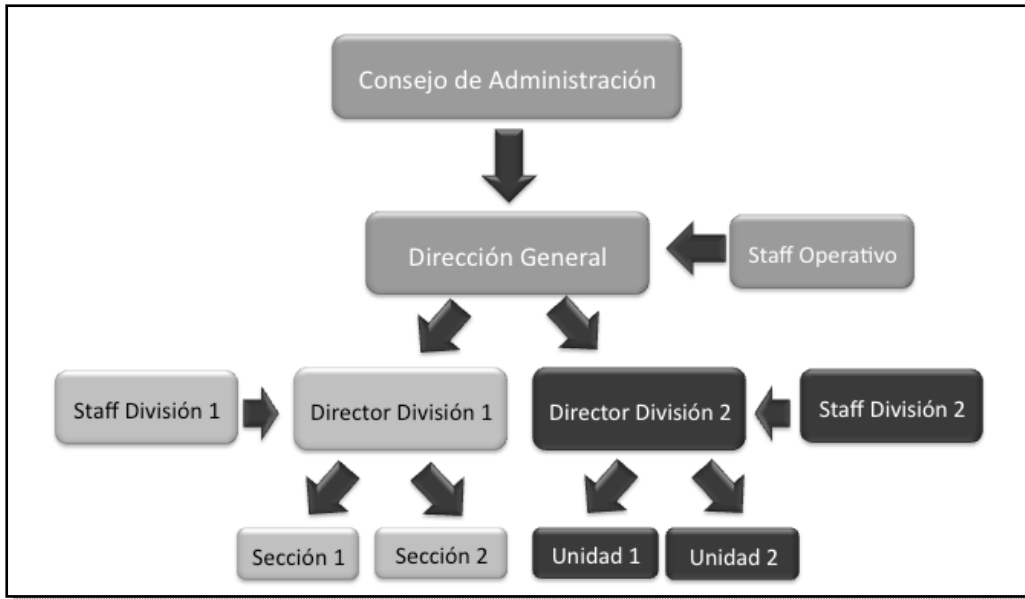 Consejo de Administración
Dirección General
Staff Operativo
Staff División 1
Director División 1
Director División 2
Staff División 2
Sección 1
Sección 2
Unidad 1
Unidad 2